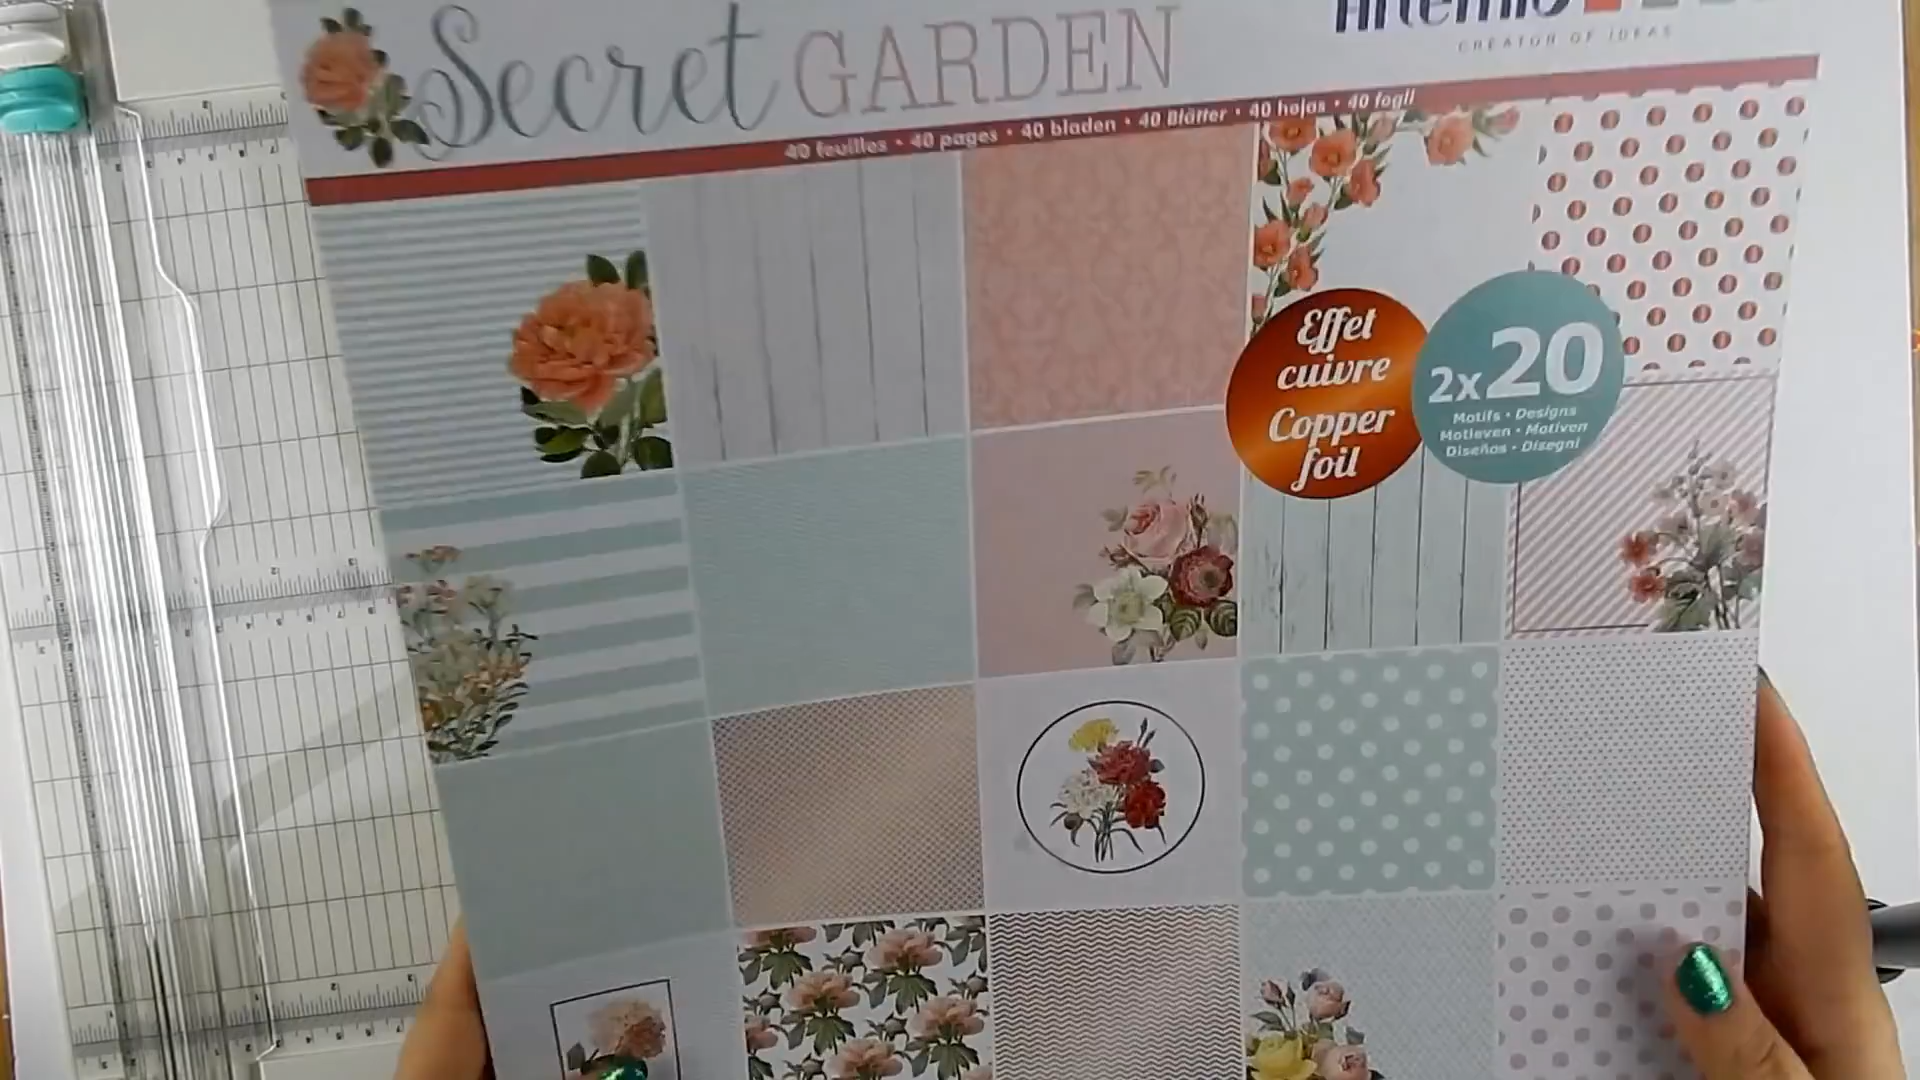 Secret GARDEN
Artemio
CREATOR OF IDEAS
40 feuilles • 40 pages • 40 bladen • 40 Blätter • 40 hojas • 40 fogli
Effet
cuivre
Copper
foil
2x20
Motifs • Designs
Motieven • Motiven
Diseños • Disegni